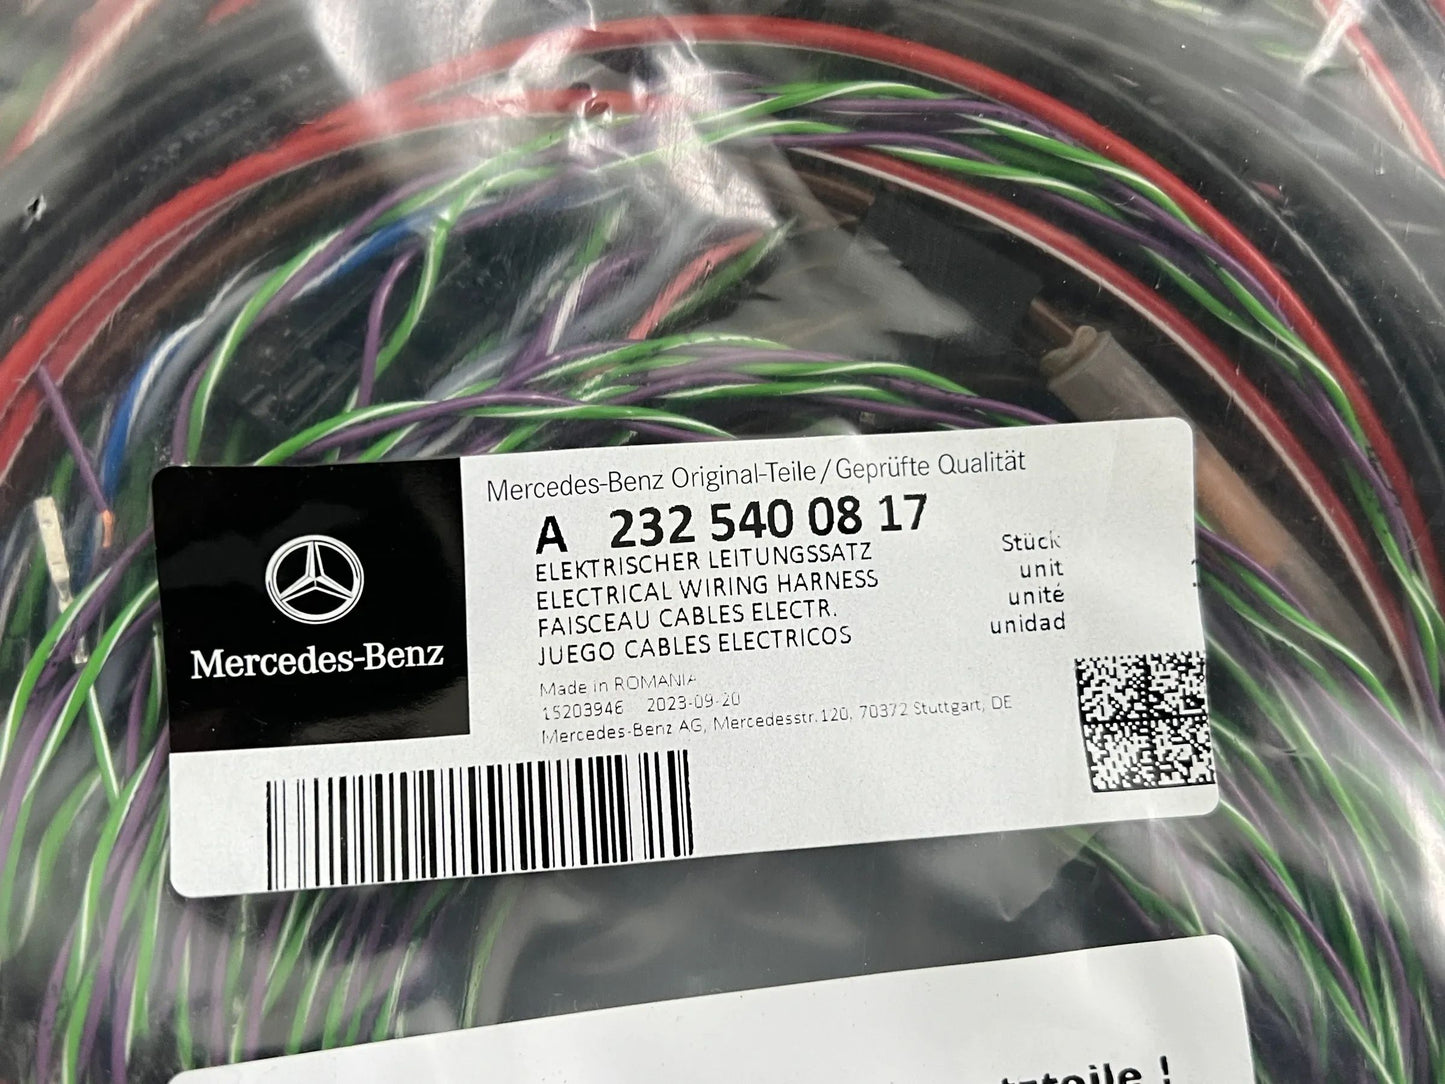 Mercedes-Benz
Mercedes-Benz Original-Teile/Geprüfte Qualität
A 232 540 08 17
ELEKTRISCHER LEITUNGSSATZ
ELECTRICAL WIRING HARNESS
FAISCEAU CABLES ELECTR.
JUEGO CABLES ELECTRICOS
Stück
unit
unité
unidad
Made in ROMANIA
15203946 2023-09-20
Mercedes-Benz AG, Mercedesstr.120, 70372 Stuttgart, DE